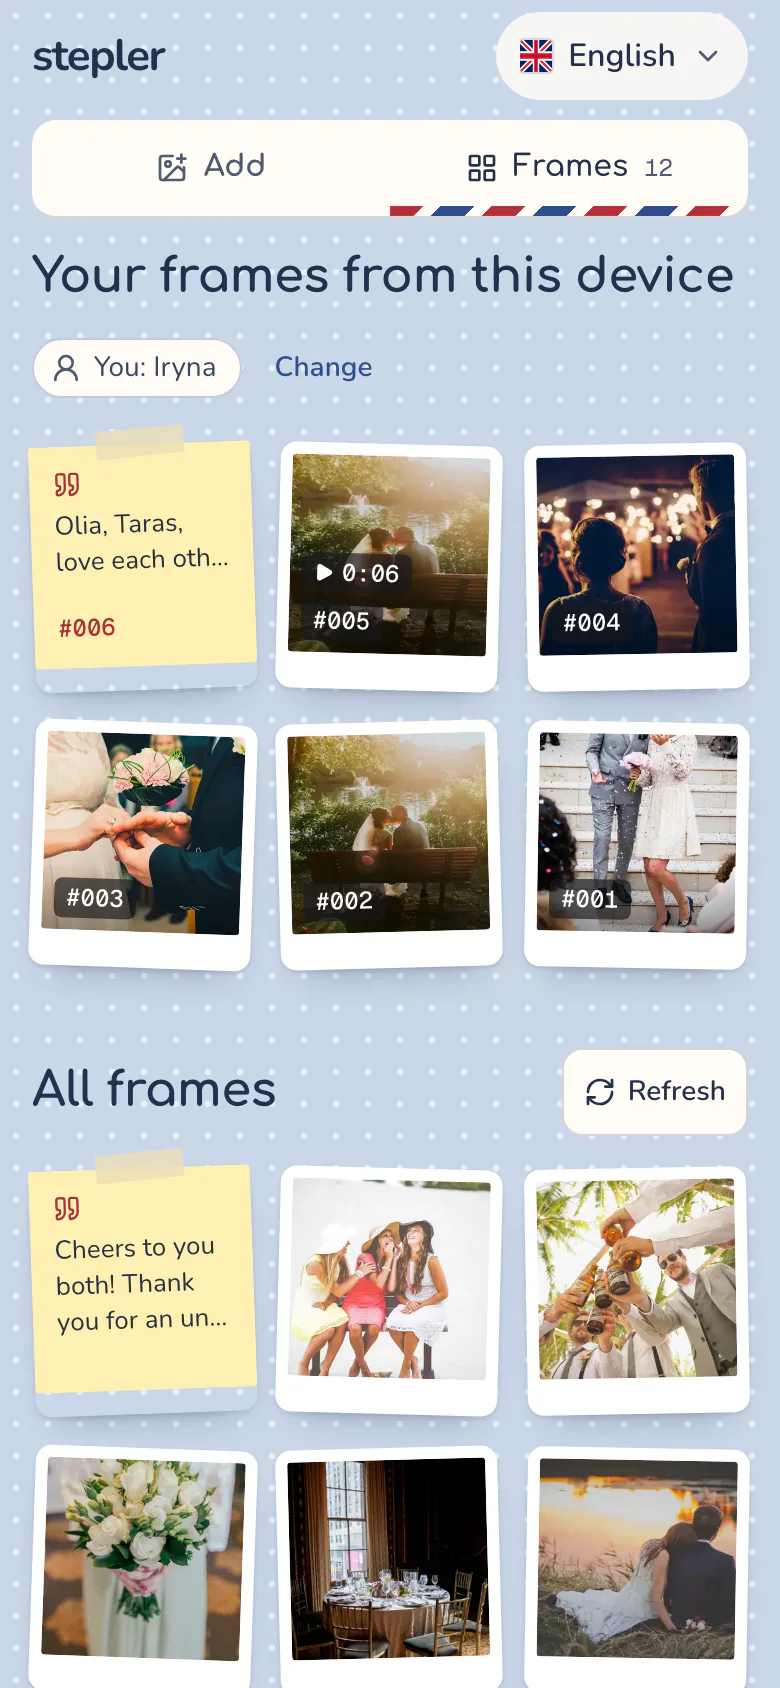 stepler
English
Add
Frames 12
Your frames from this device
You: Iryna
Change
Olia, Taras,
love each oth...
#006
0:06
#005
#004
#003
#002
#001
All frames
Refresh
Cheers to you
both! Thank
you for an un...